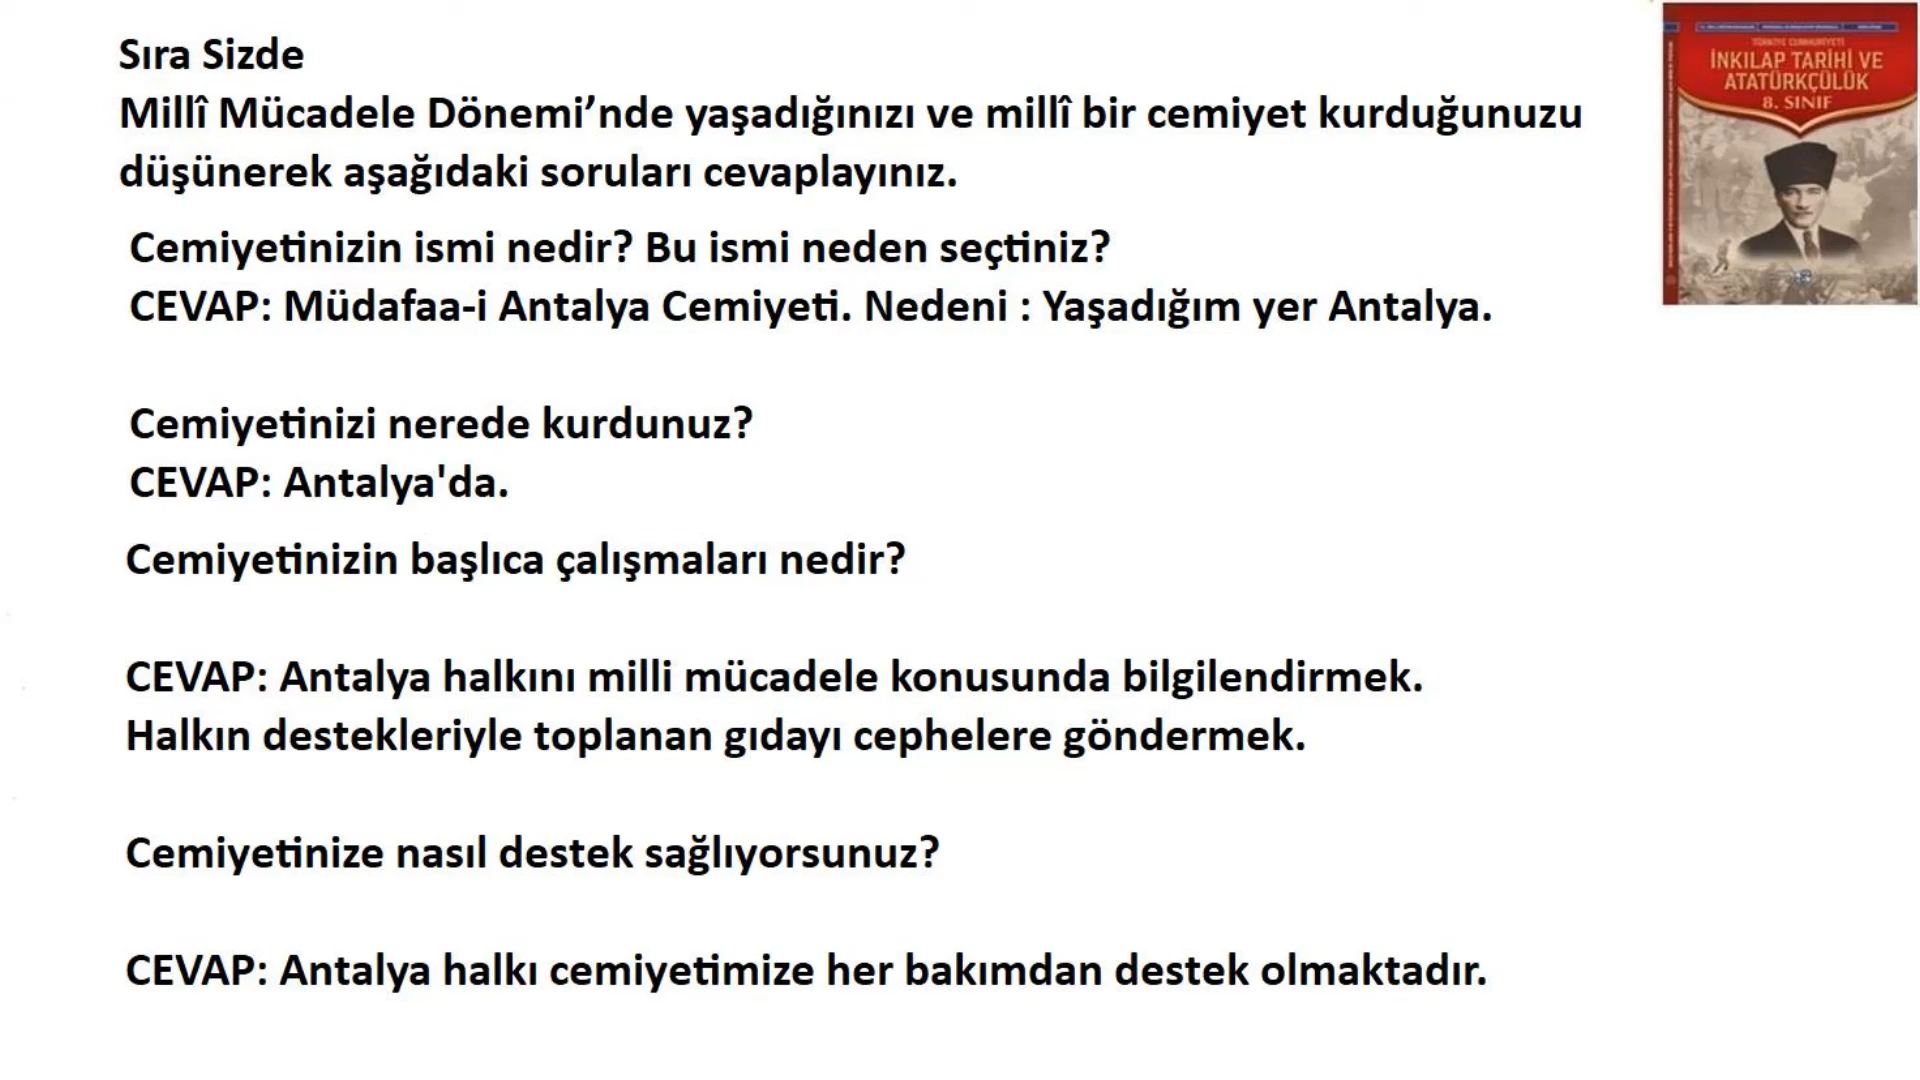 Sıra Sizde
Millî Mücadele Dönemi’nde yaşadığınızı ve millî bir cemiyet kurduğunuzu
düşünerek aşağıdaki soruları cevaplayınız.
Cemiyetinizin ismi nedir? Bu ismi neden seçtiniz?
CEVAP: Müdafaa-i Antalya Cemiyeti. Nedeni : Yaşadığım yer Antalya.
Cemiyetinizi nerede kurdunuz?
CEVAP: Antalya'da.
Cemiyetinizin başlıca çalışmaları nedir?
CEVAP: Antalya halkını milli mücadele konusunda bilgilendirmek.
Halkın destekleriyle toplanan gıdayı cephelere göndermek.
Cemiyetinize nasıl destek sağlıyorsunuz?
CEVAP: Antalya halkı cemiyetimize her bakımdan destek olmaktadır.
TÜRKİYE CUMHURİYETİ
İNKILAP TARİHİ VE
ATATÜRKÇÜLÜK
8. SINIF